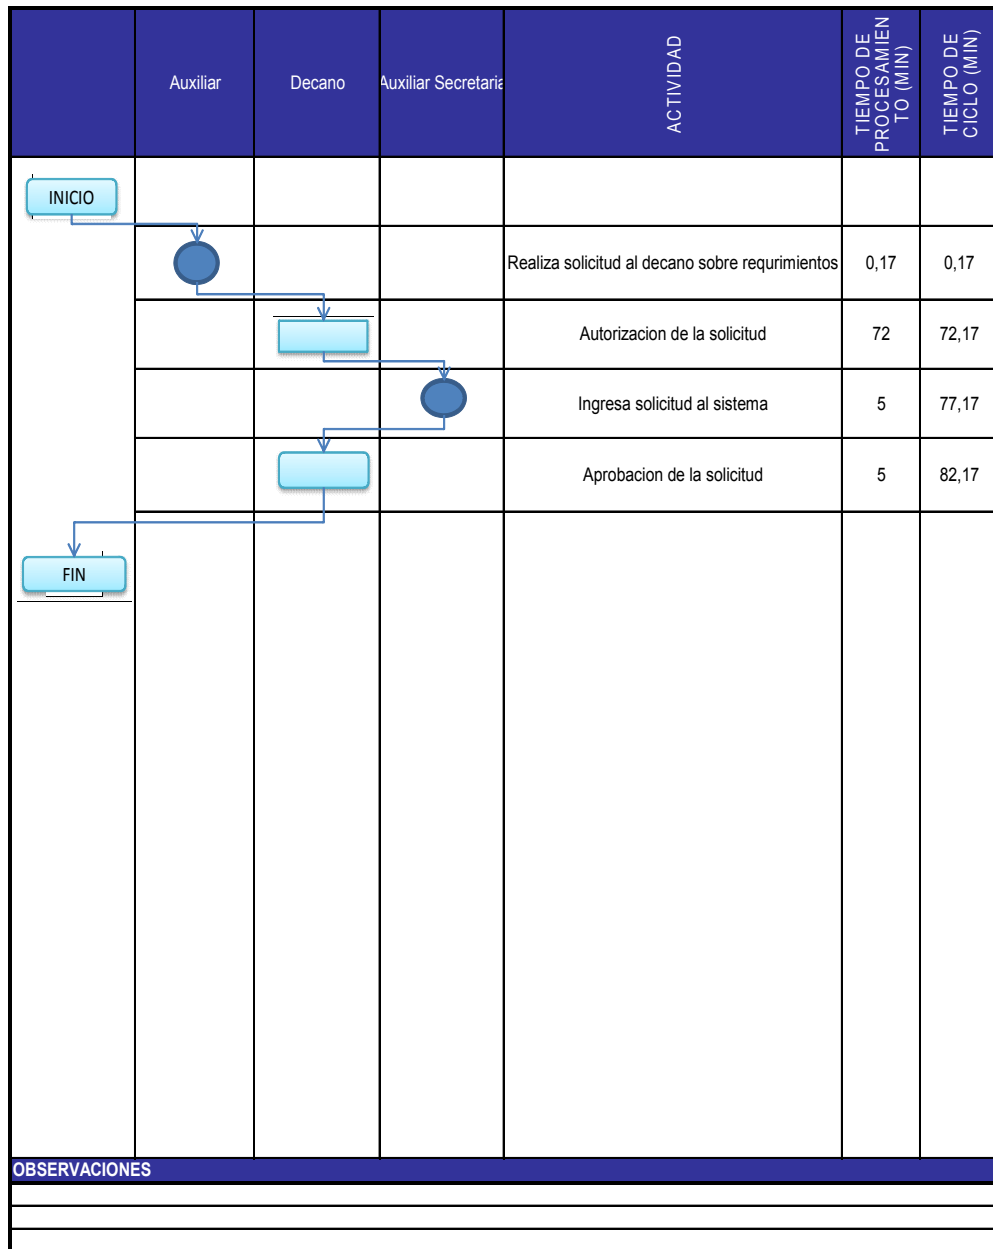 Auxiliar
Decano
Auxiliar Secretaria
ACTIVIDAD
TIEMPO DE
PROCESAMIEN
TO (MIN)
TIEMPO DE
CICLO (MIN)
INICIO
Realiza solicitud al decano sobre requrimientos
0,17
0,17
Autorizacion de la solicitud
72
72,17
Ingresa solicitud al sistema
5
77,17
Aprobacion de la solicitud
5
82,17
FIN
OBSERVACIONES